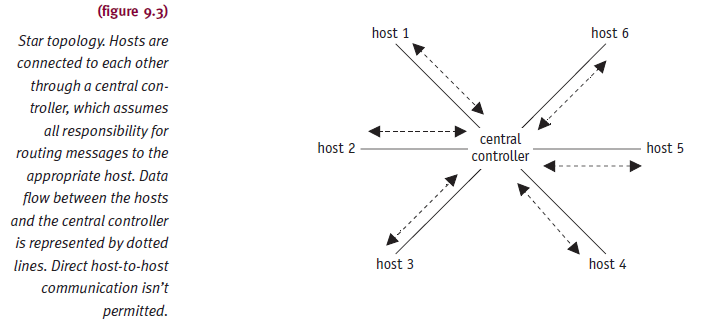 (figure 9.3)
Star topology. Hosts are
connected to each other
through a central con-
troller, which assumes
all responsibility for
routing messages to the
appropriate host. Data
flow between the hosts
and the central controller
is represented by dotted
lines. Direct host-to-host
communication isn't
permitted.
host 1
host 6
host 2
central
controller
host 5
host 3
host 4